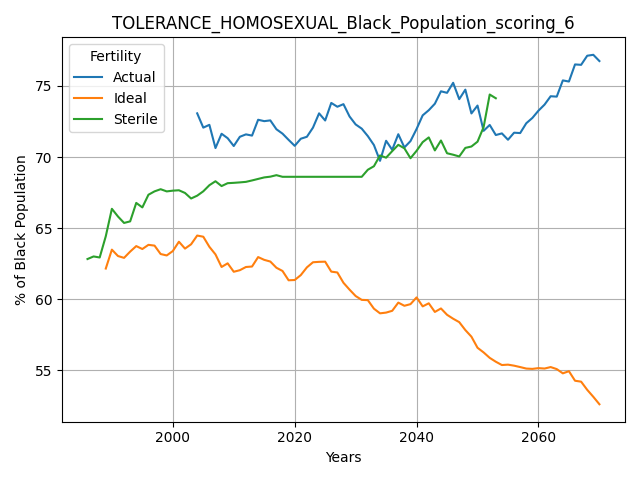 TOLERANCE_HOMOSEXUAL_Black_Population_scoring_6
Fertility
Actual
Ideal
Sterile
% of Black Population
75
70
65
60
55
2000 2020 2040 2060
Years